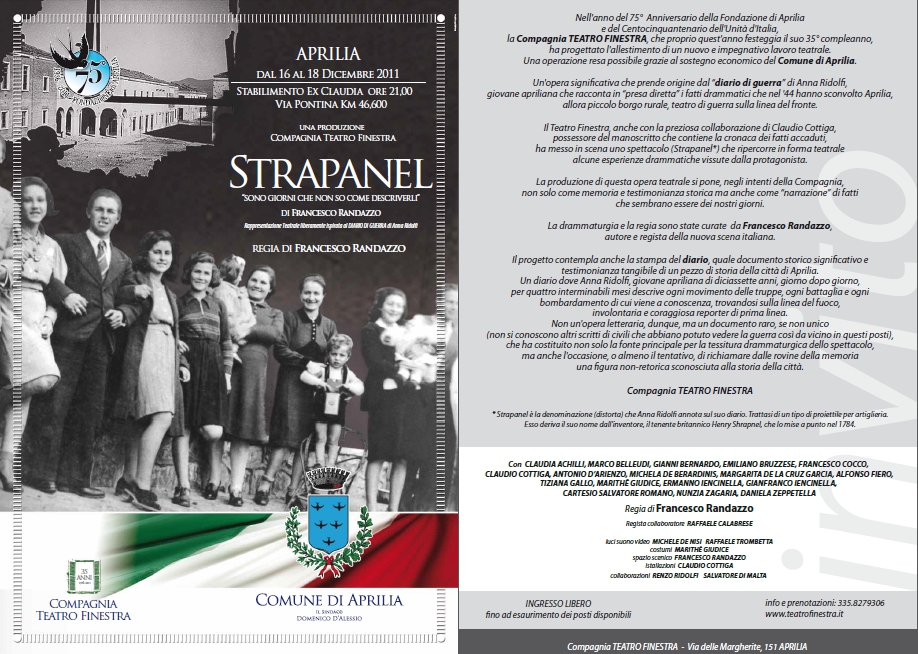 75°
APRILIA
DAL 16 AL 18 DICEMBRE 2011
STABILIMENTO EX CLAUDIA ORE 21,00
VIA PONTINA KM 46,600
UNA PRODUZIONE
COMPAGNIA TEATRO FINESTRA
STRAPANEL
"SONO GIORNI CHE NON SO COME DESCRIVERLI"
DI FRANCESCO RANDAZZO
Rappresentazione Teatrale liberamente ispirata al DIARIO DI GUERRA di Anna Ridolfi
REGIA DI FRANCESCO RANDAZZO
35
ANNI
COMPAGNIA
TEATRO FINESTRA
COMUNE DI APRILIA
IL SINDACO
DOMENICO D'ALESSIO
Nell'anno del 75° Anniversario della Fondazione di Aprilia
e del Centocinquantenario dell'Unità d'Italia,
la Compagnia TEATRO FINESTRA, che proprio quest'anno festeggia il suo 35° compleanno,
ha progettato l'allestimento di un nuovo e impegnativo lavoro teatrale.
Una operazione resa possibile grazie al sostegno economico del Comune di Aprilia.
Un'opera significativa che prende origine dal "diario di guerra" di Anna Ridolfi,
giovane apriliana che racconta in "presa diretta" i fatti drammatici che nel '44 hanno sconvolto Aprilia,
allora piccolo borgo rurale, teatro di guerra sulla linea del fronte.
Il Teatro Finestra, anche con la preziosa collaborazione di Claudio Cottiga,
possessore del manoscritto che contiene la cronaca dei fatti accaduti,
ha messo in scena uno spettacolo (Strapanel*) che ripercorre in forma teatrale
alcune esperienze drammatiche vissute dalla protagonista.
La produzione di questa opera teatrale si pone, negli intenti della Compagnia,
non solo come memoria e testimonianza storica ma anche come "narrazione" di fatti
che sembrano essere dei nostri giorni.
La drammaturgia e la regia sono state curate da Francesco Randazzo,
autore e regista della nuova scena italiana.
Il progetto contempla anche la stampa del diario, quale documento storico significativo e
testimonianza tangibile di un pezzo di storia della città di Aprilia.
Un diario dove Anna Ridolfi, giovane apriliana di diciassette anni, giorno dopo giorno,
per quattro interminabili mesi descrive ogni movimento delle truppe, ogni battaglia e ogni
bombardamento di cui viene a conoscenza, trovandosi sulla linea del fuoco,
involontaria e coraggiosa reporter di prima linea.
Non un'opera letteraria, dunque, ma un documento raro, se non unico
(non si conoscono altri scritti di civili che abbiano potuto vedere la guerra così da vicino in questi posti),
che ha costituito non solo la fonte principale per la tessitura drammaturgica dello spettacolo,
ma anche l'occasione, o almeno il tentativo, di richiamare dalle rovine della memoria
una figura non-retorica sconosciuta alla storia della città.
Compagnia TEATRO FINESTRA
* Strapanel è la denominazione (distorta) che Anna Ridolfi annota sul suo diario. Trattasi di un tipo di proiettile per artiglieria.
Esso deriva il suo nome dall'inventore, il tenente britannico Henry Shrapnel, che lo mise a punto nel 1784.
invito
Con CLAUDIA ACHILLI, MARCO BELLEUDI, GIANNI BERNARDO, EMILIANO BRUZZESE, FRANCESCO COCCO,
CLAUDIO COTTIGA, ANTONIO D'ARIENZO, MICHELA DE BERARDINIS, MARGARITA DE LA CRUZ GARCIA, ALFONSO FIERO,
TIZIANA GALLO, MARITHÈ GIUDICE, ERMANNO IENCINELLA, GIANFRANCO IENCINELLA,
CARTESIO SALVATORE ROMANO, NUNZIA ZAGARIA, DANIELA ZEPPETELLA
Regia di Francesco Randazzo
Regista collaboratore RAFFAELE CALABRESE
luci suono video MICHELE DE NISI RAFFAELE TROMBETTA
costumi MARITHÈ GIUDICE
spazio scenico FRANCESCO RANDAZZO
istallazioni CLAUDIO COTTIGA
collaborazioni RENZO RIDOLFI SALVATORE DI MALTA
INGRESSO LIBERO
fino ad esaurimento dei posti disponibili
info e prenotazioni: 335.8279306
www.teatrofinestra.it
Compagnia TEATRO FINESTRA - Via delle Margherite, 151 APRILIA